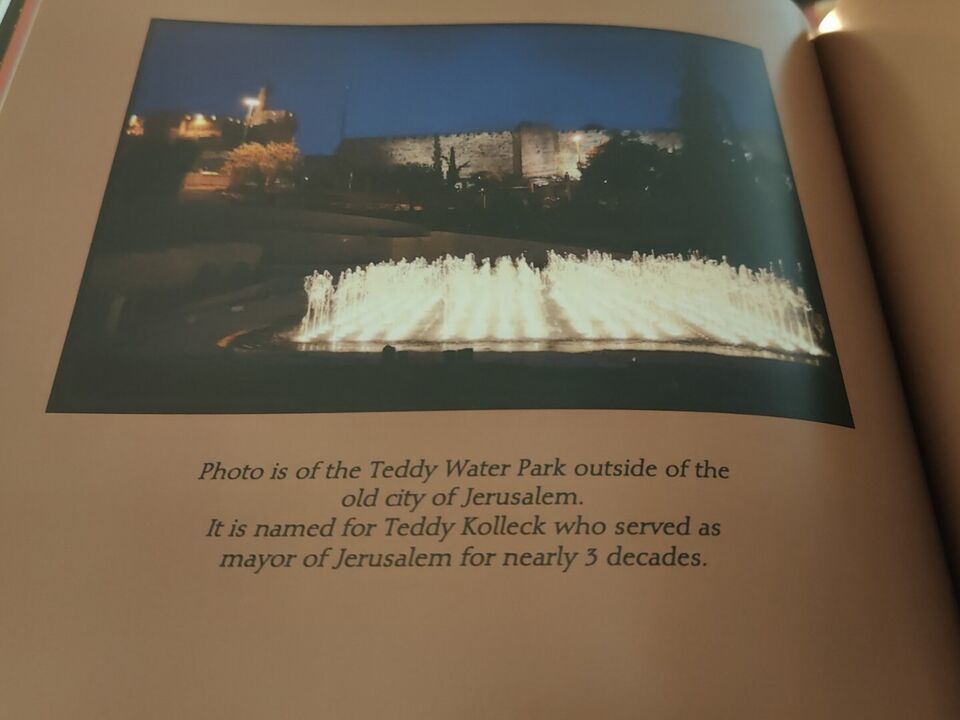 Photo is of the Teddy Water Park outside of the
old city of Jerusalem.
It is named for Teddy Kolleck who served as
mayor of Jerusalem for nearly 3 decades.